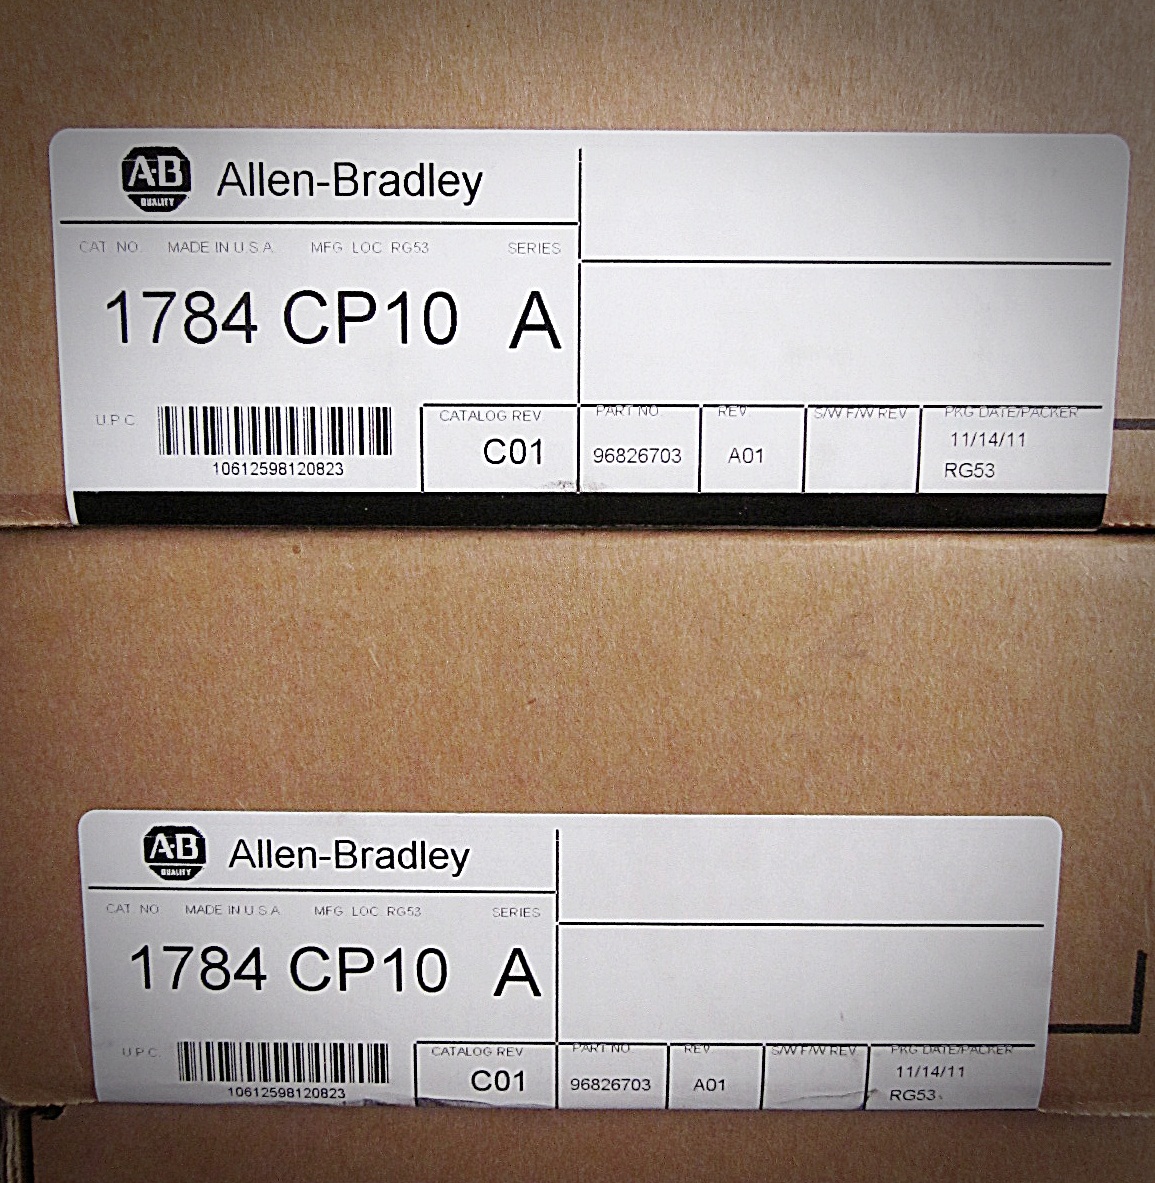 A-B QUALITY Allen-Bradley
CAT NO MADE IN U.S.A. MFG LOC RG53 SERIES
1784 CP10 A
U.P.C CATALOG REV PART NO. REV S/W F/W REV PKG DATE/PACKER
C01 96826703 A01 11/14/11
10612598120823 RG53
A-B QUALITY Allen-Bradley
CAT NO MADE IN U S A MFG LOC RG53 SERIES
1784 CP10 A
U.P.C. CATALOG REV PART NO. REV S/W F/W REV PKG DATE/PACKER
C01 96826703 A01 11/14/11
10612598120823 RG53